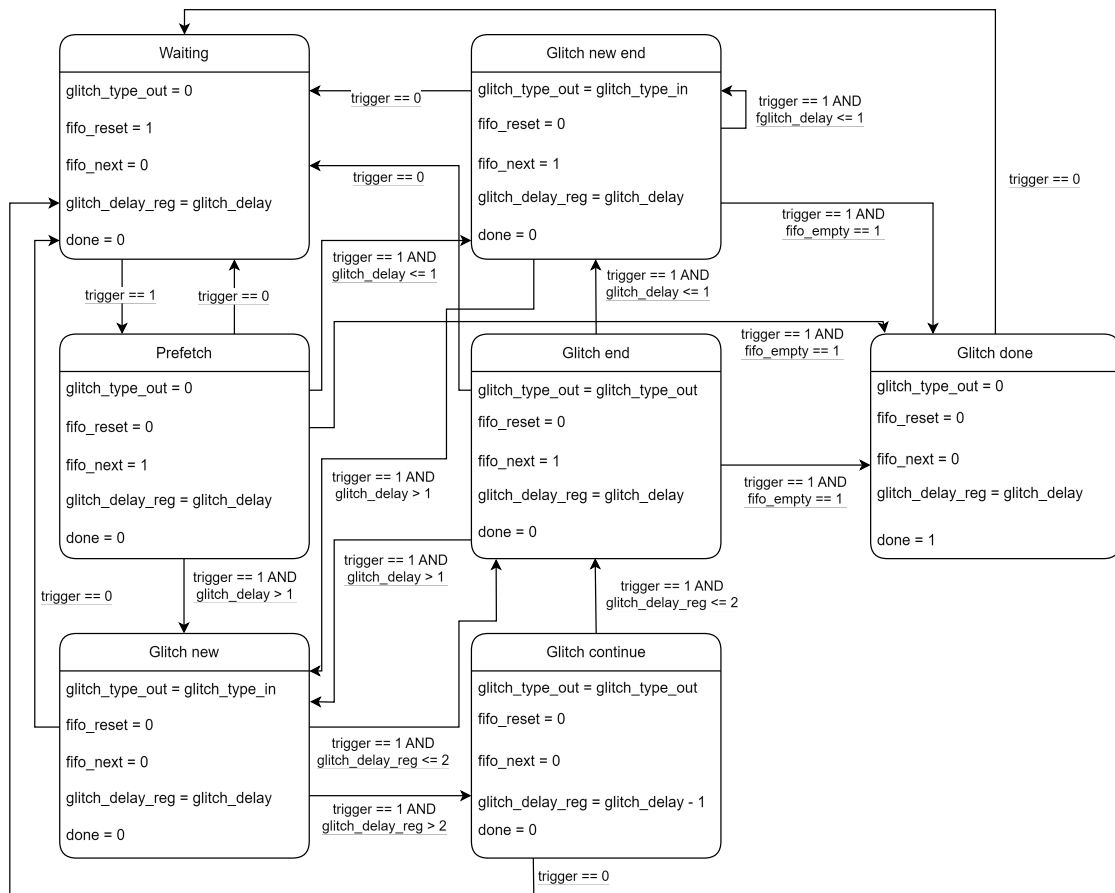 Waiting
glitch_type_out = 0
fifo_reset = 1
fifo_next = 0
glitch_delay_reg = glitch_delay
done = 0
trigger == 0
trigger == 0
Glitch new end
glitch_type_out = glitch_type_in
fifo_reset = 0
fifo_next = 1
glitch_delay_reg = glitch_delay
done = 0
trigger == 1 AND
fglitch_delay <= 1
trigger == 0
trigger == 1 AND
fifo_empty == 1
trigger == 1 AND
glitch_delay <= 1
trigger == 1 AND
glitch_delay <= 1
trigger == 1
trigger == 0
Prefetch
glitch_type_out = 0
fifo_reset = 0
fifo_next = 1
glitch_delay_reg = glitch_delay
done = 0
trigger == 1 AND
glitch_delay > 1
Glitch end
glitch_type_out = glitch_type_out
fifo_reset = 0
fifo_next = 1
glitch_delay_reg = glitch_delay
done = 0
trigger == 1 AND
fifo_empty == 1
trigger == 1 AND
fifo_empty == 1
Glitch done
glitch_type_out = 0
fifo_reset = 0
fifo_next = 0
glitch_delay_reg = glitch_delay
done = 1
trigger == 0
trigger == 1 AND
glitch_delay > 1
trigger == 1 AND
glitch_delay > 1
trigger == 1 AND
glitch_delay_reg <= 2
Glitch new
glitch_type_out = glitch_type_in
fifo_reset = 0
fifo_next = 0
glitch_delay_reg = glitch_delay
done = 0
trigger == 1 AND
glitch_delay_reg <= 2
trigger == 1 AND
glitch_delay_reg > 2
Glitch continue
glitch_type_out = glitch_type_out
fifo_reset = 0
fifo_next = 0
glitch_delay_reg = glitch_delay - 1
done = 0
trigger == 0